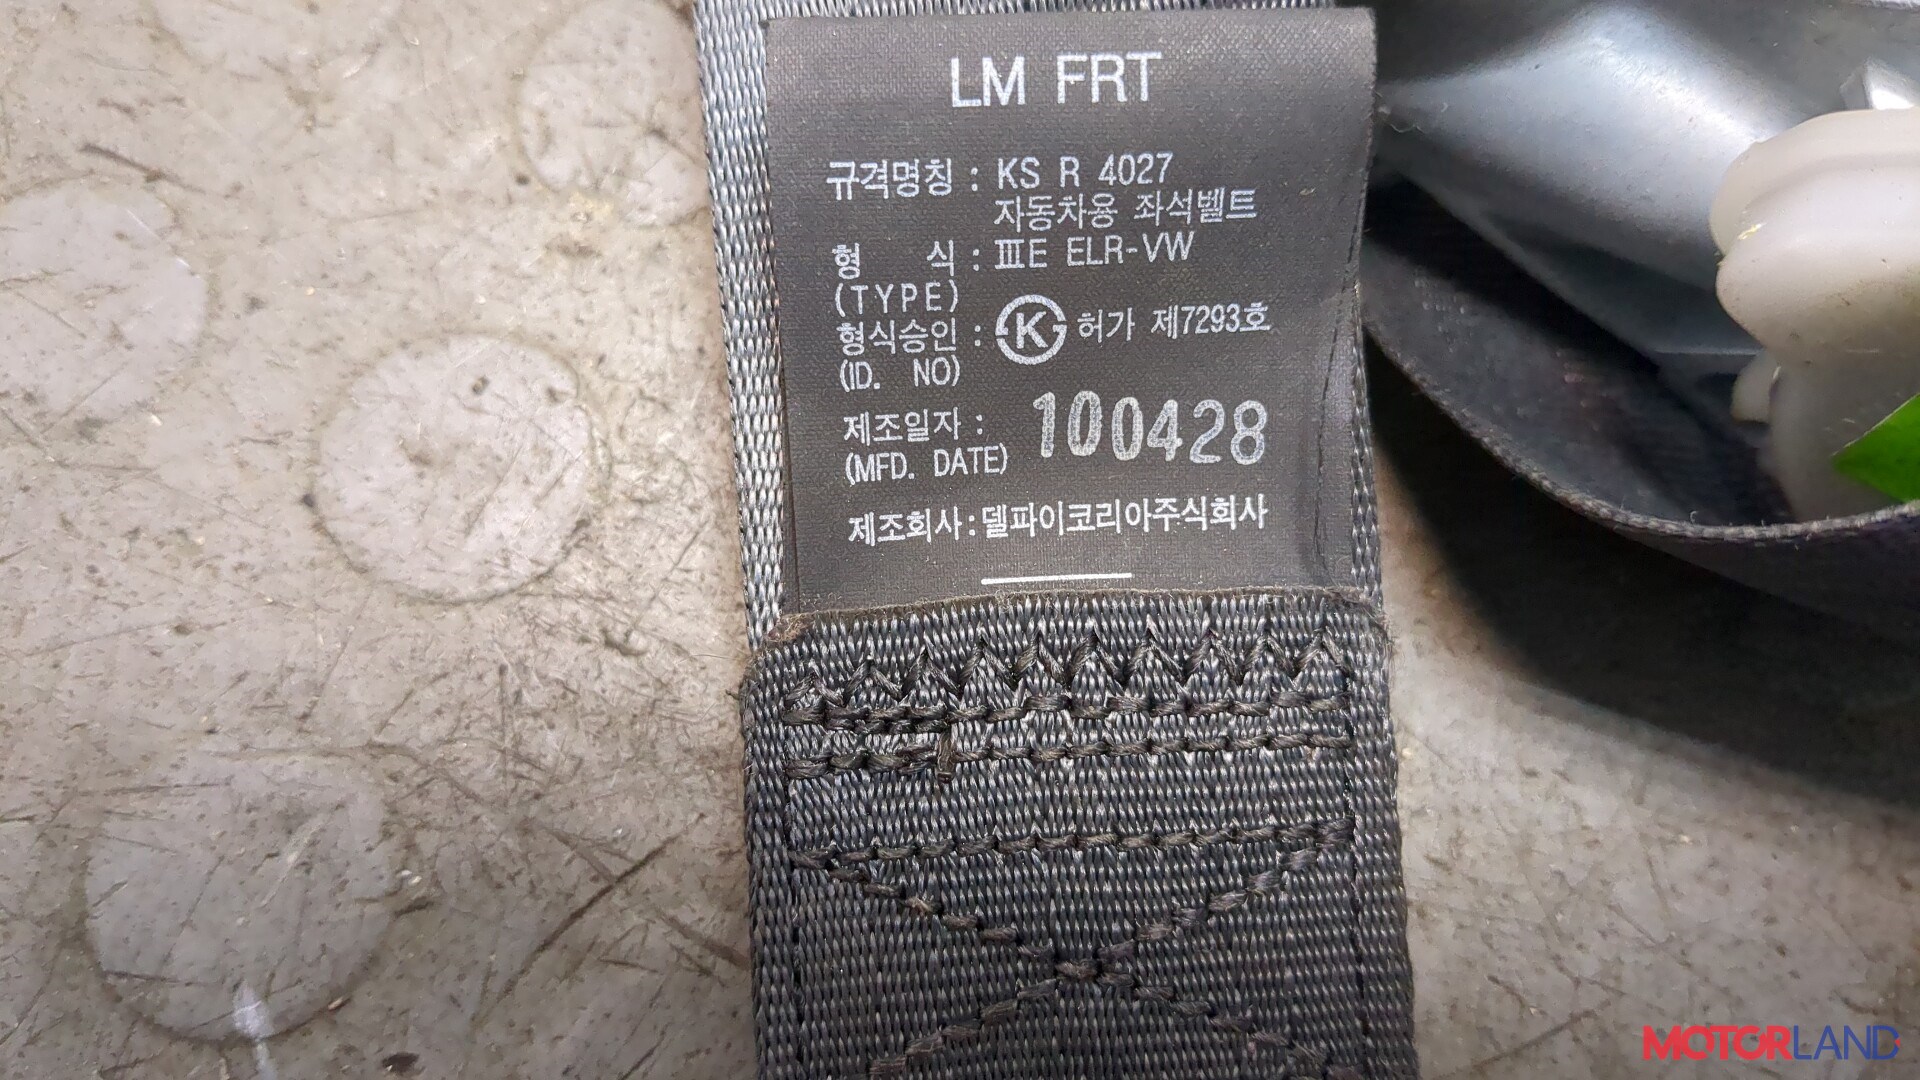 LM FRT
규격명칭 : KS R 4027
자동차용 좌석벨트
형 식 : ⅢE ELR-VW
(TYPE)
형식승인 : K 허가 제7293호
(ID. NO)
제조일자 : 100428
(MFD. DATE)
제조회사:델파이코리아주식회사
MOTORLAND